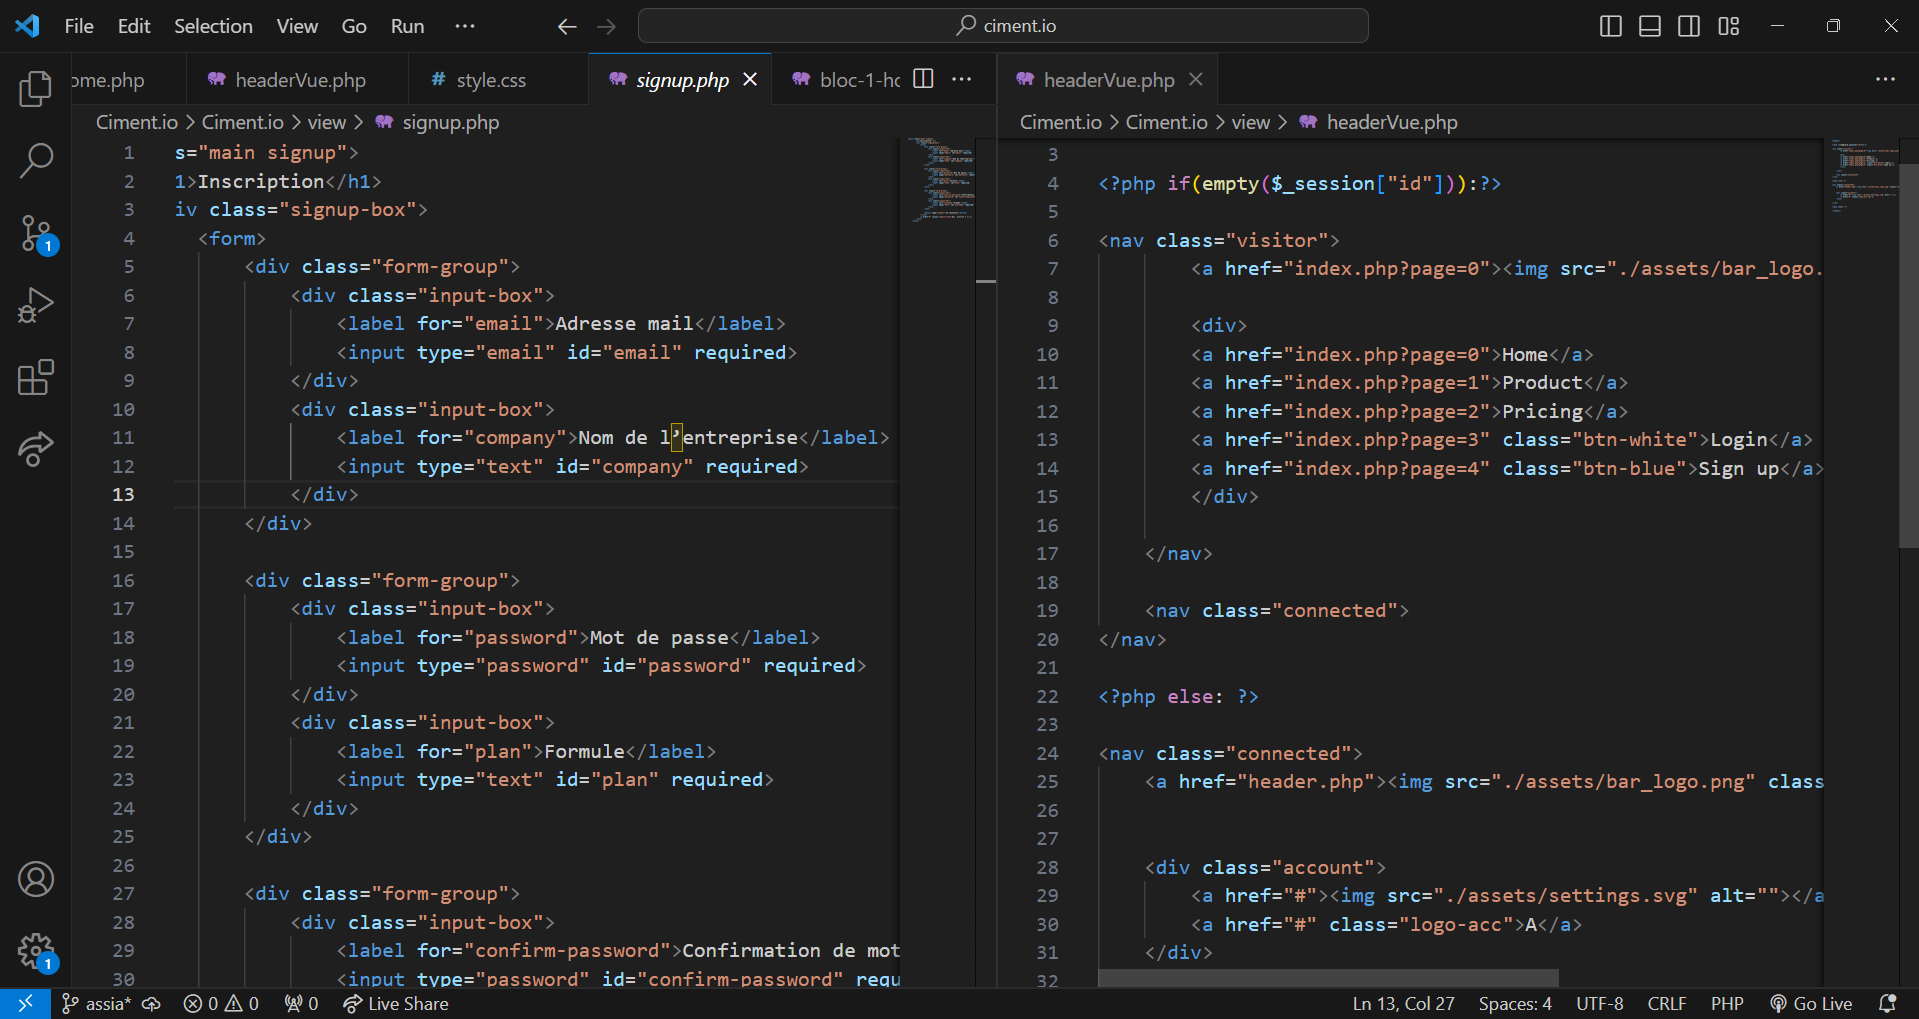 File Edit Selection View Go Run ··· ciment.io
ome.php headerVue.php # style.css signup.php bloc-1-hc ···
Ciment.io > Ciment.io > view > signup.php
1 s="main signup">
2 1>Inscription</h1>
3 iv class="signup-box">
4 <form>
5 <div class="form-group">
6 <div class="input-box">
7 <label for="email">Adresse mail</label>
8 <input type="email" id="email" required>
9 </div>
10 <div class="input-box">
11 <label for="company">Nom de l’entreprise</label>
12 <input type="text" id="company" required>
13 </div>
14 </div>
15
16 <div class="form-group">
17 <div class="input-box">
18 <label for="password">Mot de passe</label>
19 <input type="password" id="password" required>
20 </div>
21 <div class="input-box">
22 <label for="plan">Formule</label>
23 <input type="text" id="plan" required>
24 </div>
25 </div>
26
27 <div class="form-group">
28 <div class="input-box">
29 <label for="confirm-password">Confirmation de mot
30 <input type="password" id="confirm-password" requ
headerVue.php ···
Ciment.io > Ciment.io > view > headerVue.php
3
4 <?php if(empty($_session["id"])):?>
5
6 <nav class="visitor">
7 <a href="index.php?page=0"><img src="./assets/bar_logo.
8
9 <div>
10 <a href="index.php?page=0">Home</a>
11 <a href="index.php?page=1">Product</a>
12 <a href="index.php?page=2">Pricing</a>
13 <a href="index.php?page=3" class="btn-white">Login</a>
14 <a href="index.php?page=4" class="btn-blue">Sign up</a>
15 </div>
16
17 </nav>
18
19 <nav class="connected">
20 </nav>
21
22 <?php else: ?>
23
24 <nav class="connected">
25 <a href="header.php"><img src="./assets/bar_logo.png" class
26
27
28 <div class="account">
29 <a href="#"><img src="./assets/settings.svg" alt=""></a
30 <a href="#" class="logo-acc">A</a>
31 </div>
32
1
1
assia* 0 0 0 Live Share Ln 13, Col 27 Spaces: 4 UTF-8 CRLF PHP Go Live